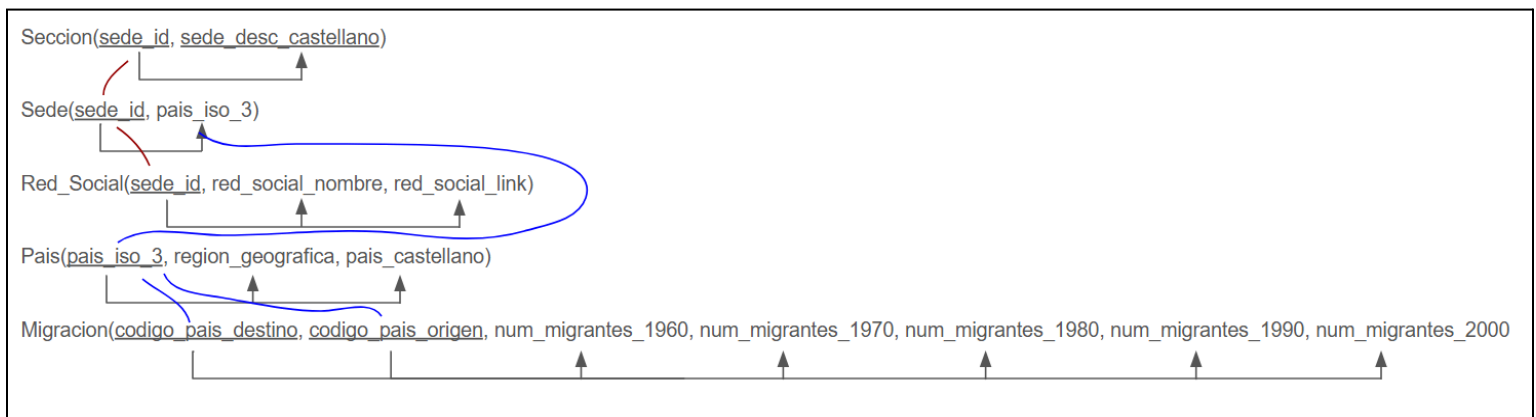 Seccion(sede_id, sede_desc_castellano)
Sede(sede_id, pais_iso_3)
Red_Social(sede_id, red_social_nombre, red_social_link)
Pais(pais_iso_3, region_geografica, pais_castellano)
Migracion(codigo_pais_destino, codigo_pais_origen, num_migrantes_1960, num_migrantes_1970, num_migrantes_1980, num_migrantes_1990, num_migrantes_2000